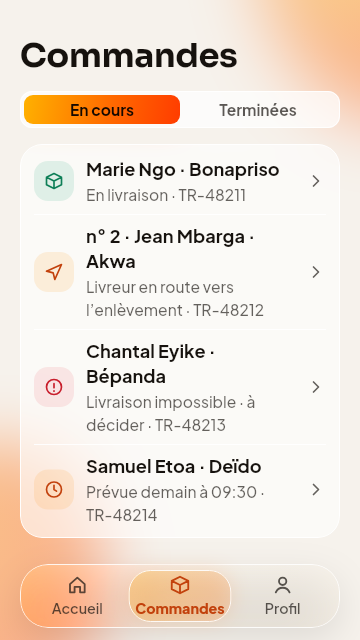 Commandes
En cours
Terminées
Marie Ngo · Bonapriso
En livraison · TR-48211
n° 2 · Jean Mbarga ·
Akwa
Livreur en route vers
l’enlèvement · TR-48212
Chantal Eyike ·
Bépanda
Livraison impossible · à
décider · TR-48213
Samuel Etoa · Deïdo
Prévue demain à 09:30 ·
TR-48214
Accueil
Commandes
Profil